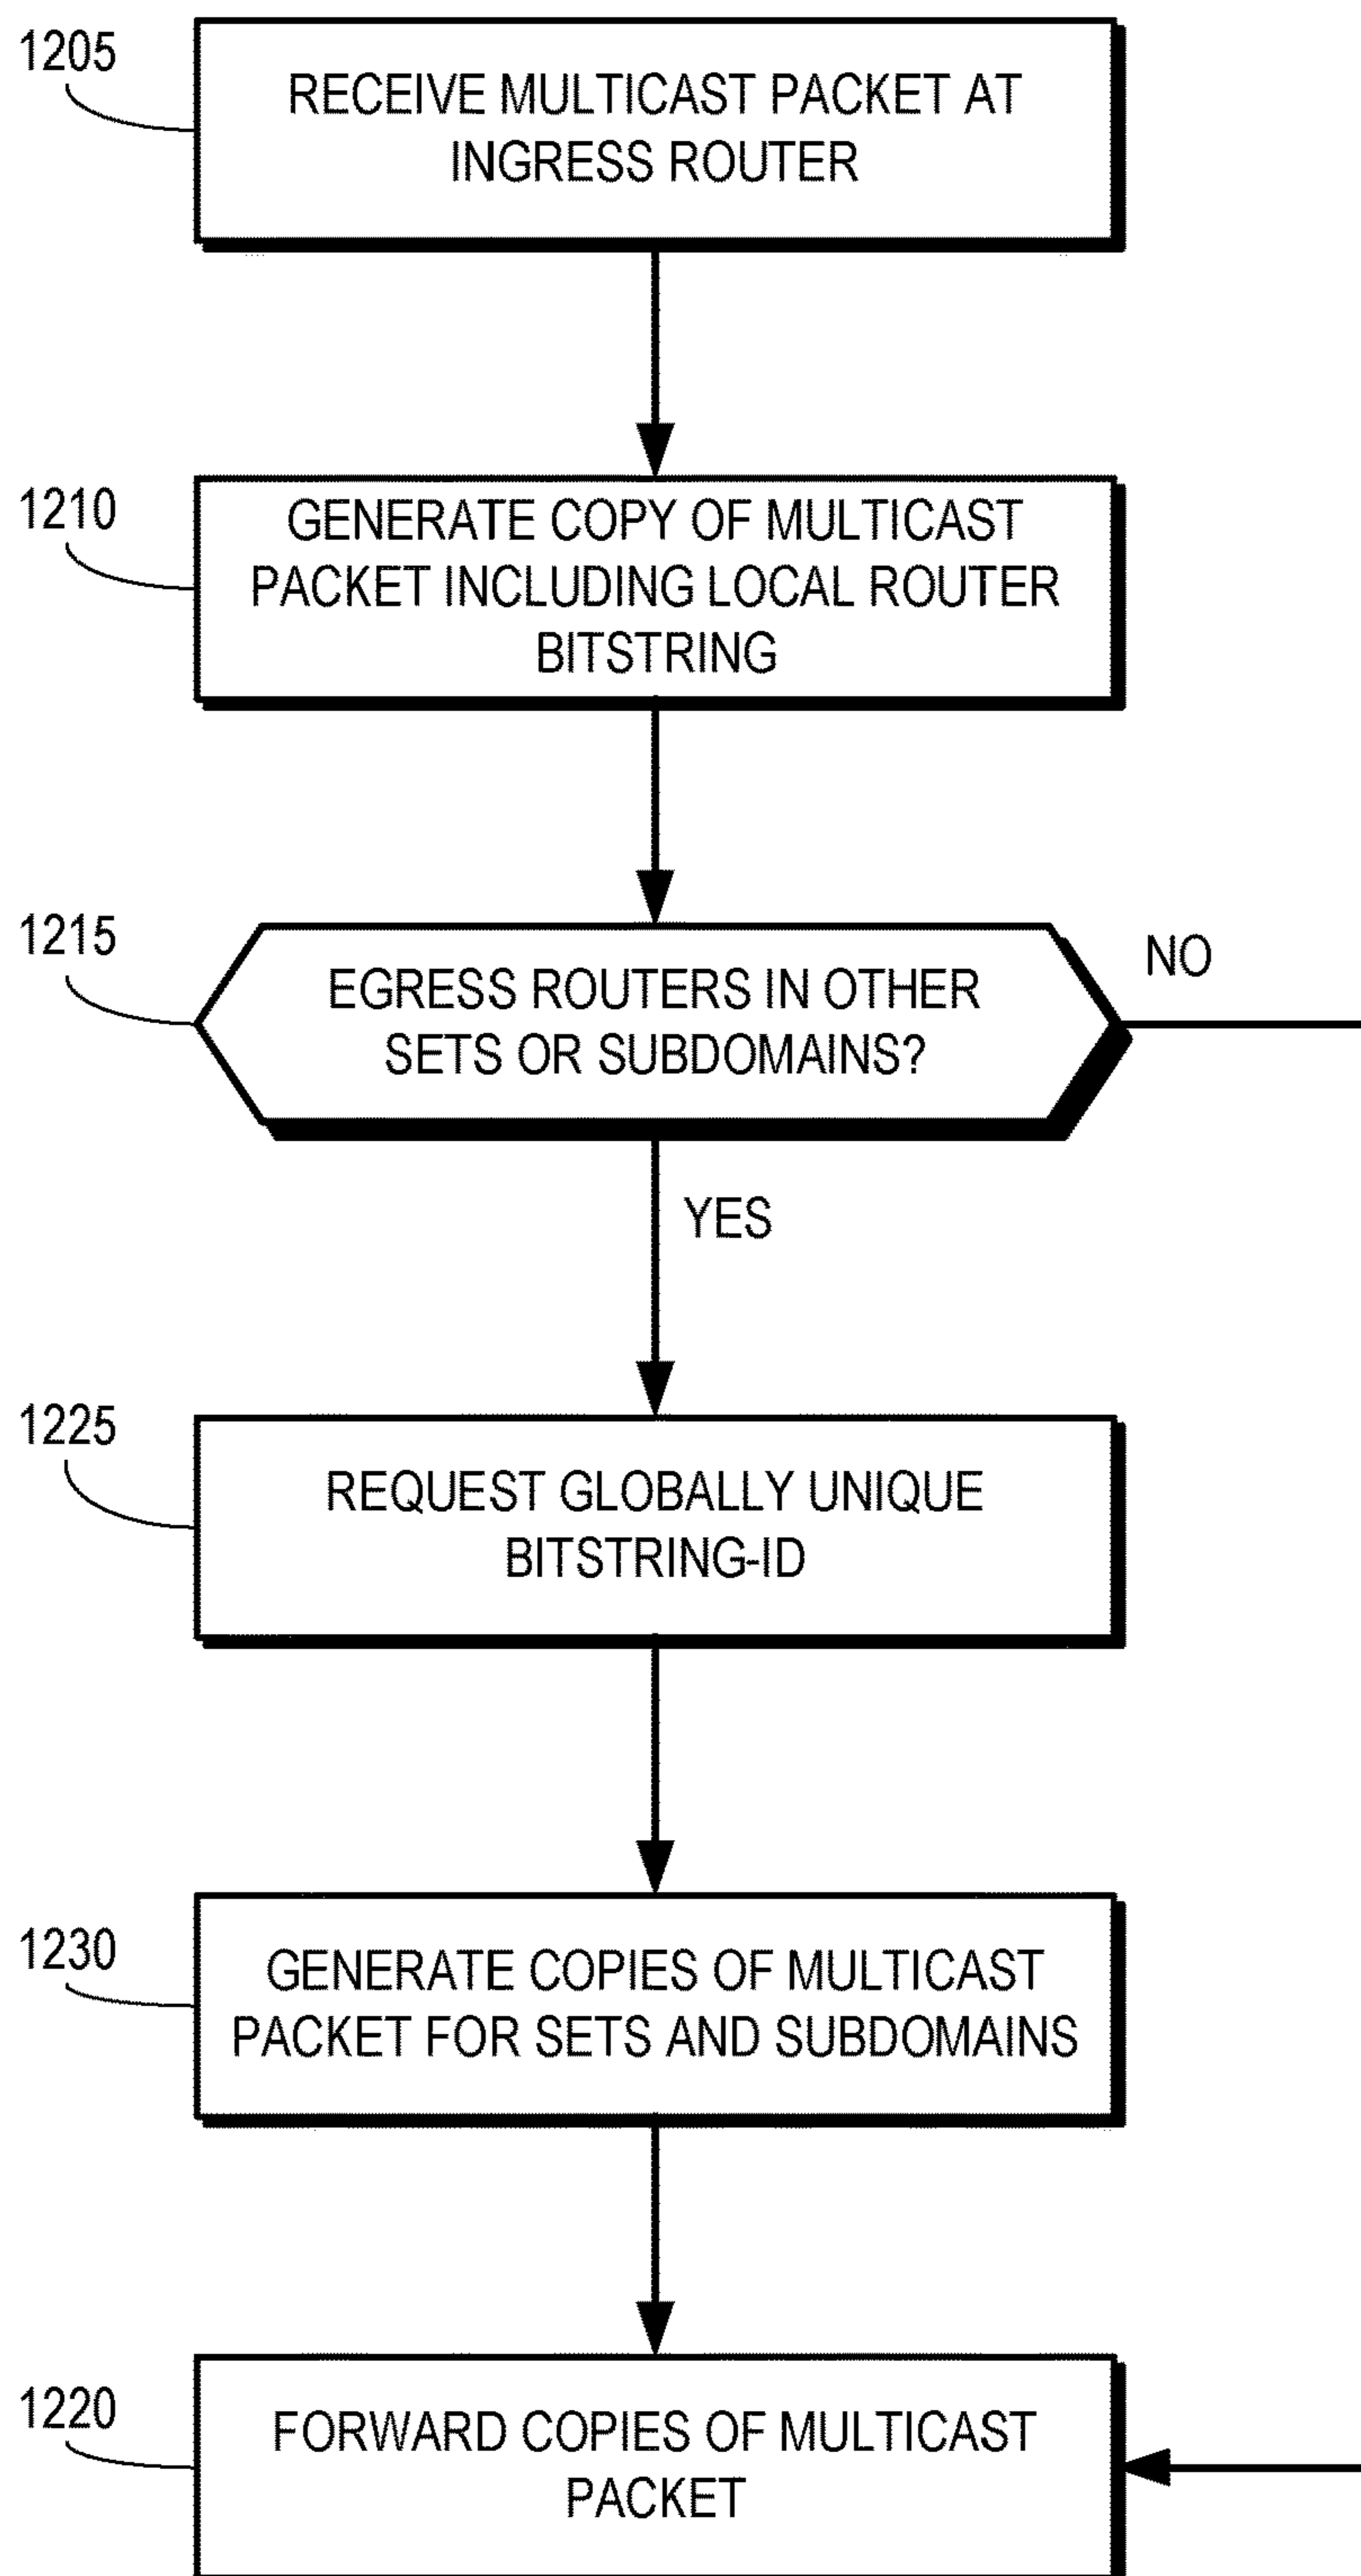 1205
RECEIVE MULTICAST PACKET AT
INGRESS ROUTER
1210
GENERATE COPY OF MULTICAST
PACKET INCLUDING LOCAL ROUTER
BITSTRING
1215
EGRESS ROUTERS IN OTHER
SETS OR SUBDOMAINS?
NO
YES
1225
REQUEST GLOBALLY UNIQUE
BITSTRING-ID
1230
GENERATE COPIES OF MULTICAST
PACKET FOR SETS AND SUBDOMAINS
1220
FORWARD COPIES OF MULTICAST
PACKET